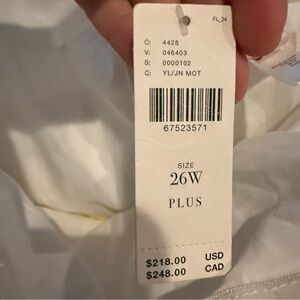 FL_24
C: 4428
V: 046403
S: 0000102
C: YL/JN MOT
67523571
SIZE
26W
PLUS
$218.00 USD
$248.00 CAD